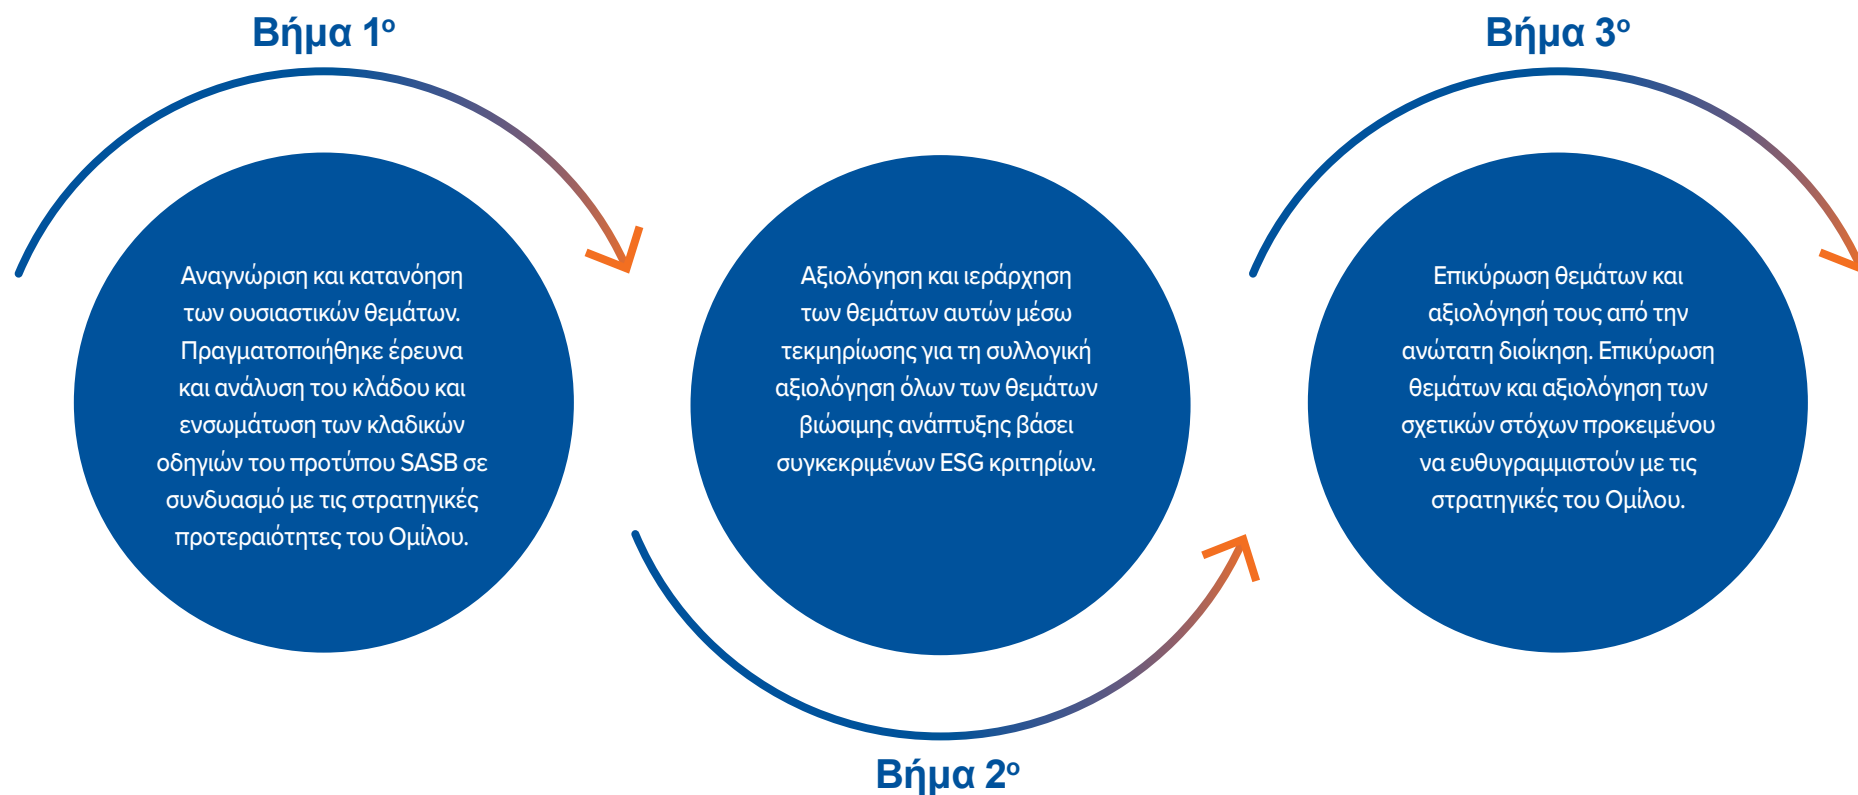 Βήμα 1º
Αναγνώριση και κατανόηση
των ουσιαστικών θεμάτων.
Πραγματοποιήθηκε έρευνα
και ανάλυση του κλάδου και
ενσωμάτωση των κλαδικών
οδηγιών του προτύπου SASB σε
συνδυασμό με τις στρατηγικές
προτεραιότητες του Ομίλου.
Βήμα 2º
Αξιολόγηση και ιεράρχηση
των θεμάτων αυτών μέσω
τεκμηρίωσης για τη συλλογική
αξιολόγηση όλων των θεμάτων
βιώσιμης ανάπτυξης βάσει
συγκεκριμένων ESG κριτηρίων.
Βήμα 3º
Επικύρωση θεμάτων και
αξιολόγησή τους από την
ανώτατη διοίκηση. Επικύρωση
θεμάτων και αξιολόγηση των
σχετικών στόχων προκειμένου
να ευθυγραμμιστούν με τις
στρατηγικές του Ομίλου.